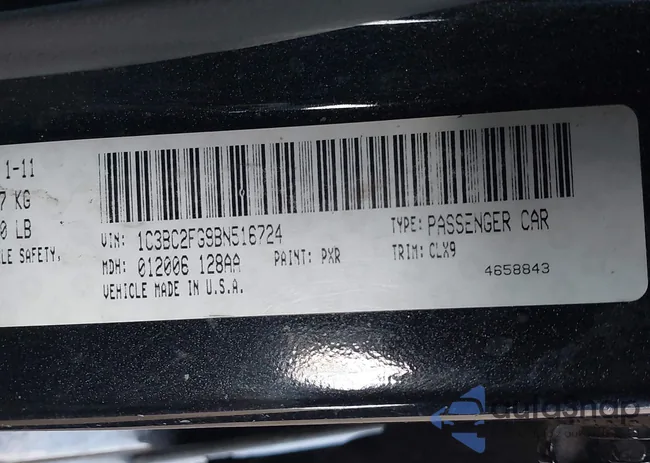 1-11
7 KG
0 LB
LE SAFETY,
VIN: 1C3BC2FG9BN516724
TYPE: PASSENGER CAR
MDH: 012006 128AA
PAINT: PXR
TRIM: CLX9
VEHICLE MADE IN U.S.A.
4658843
autosnap